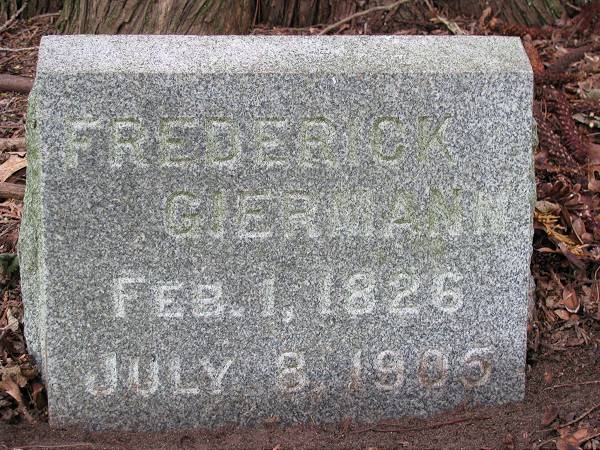 FREDERICK
GIERMANN
FEB. 1, 1826
JULY 8, 1905